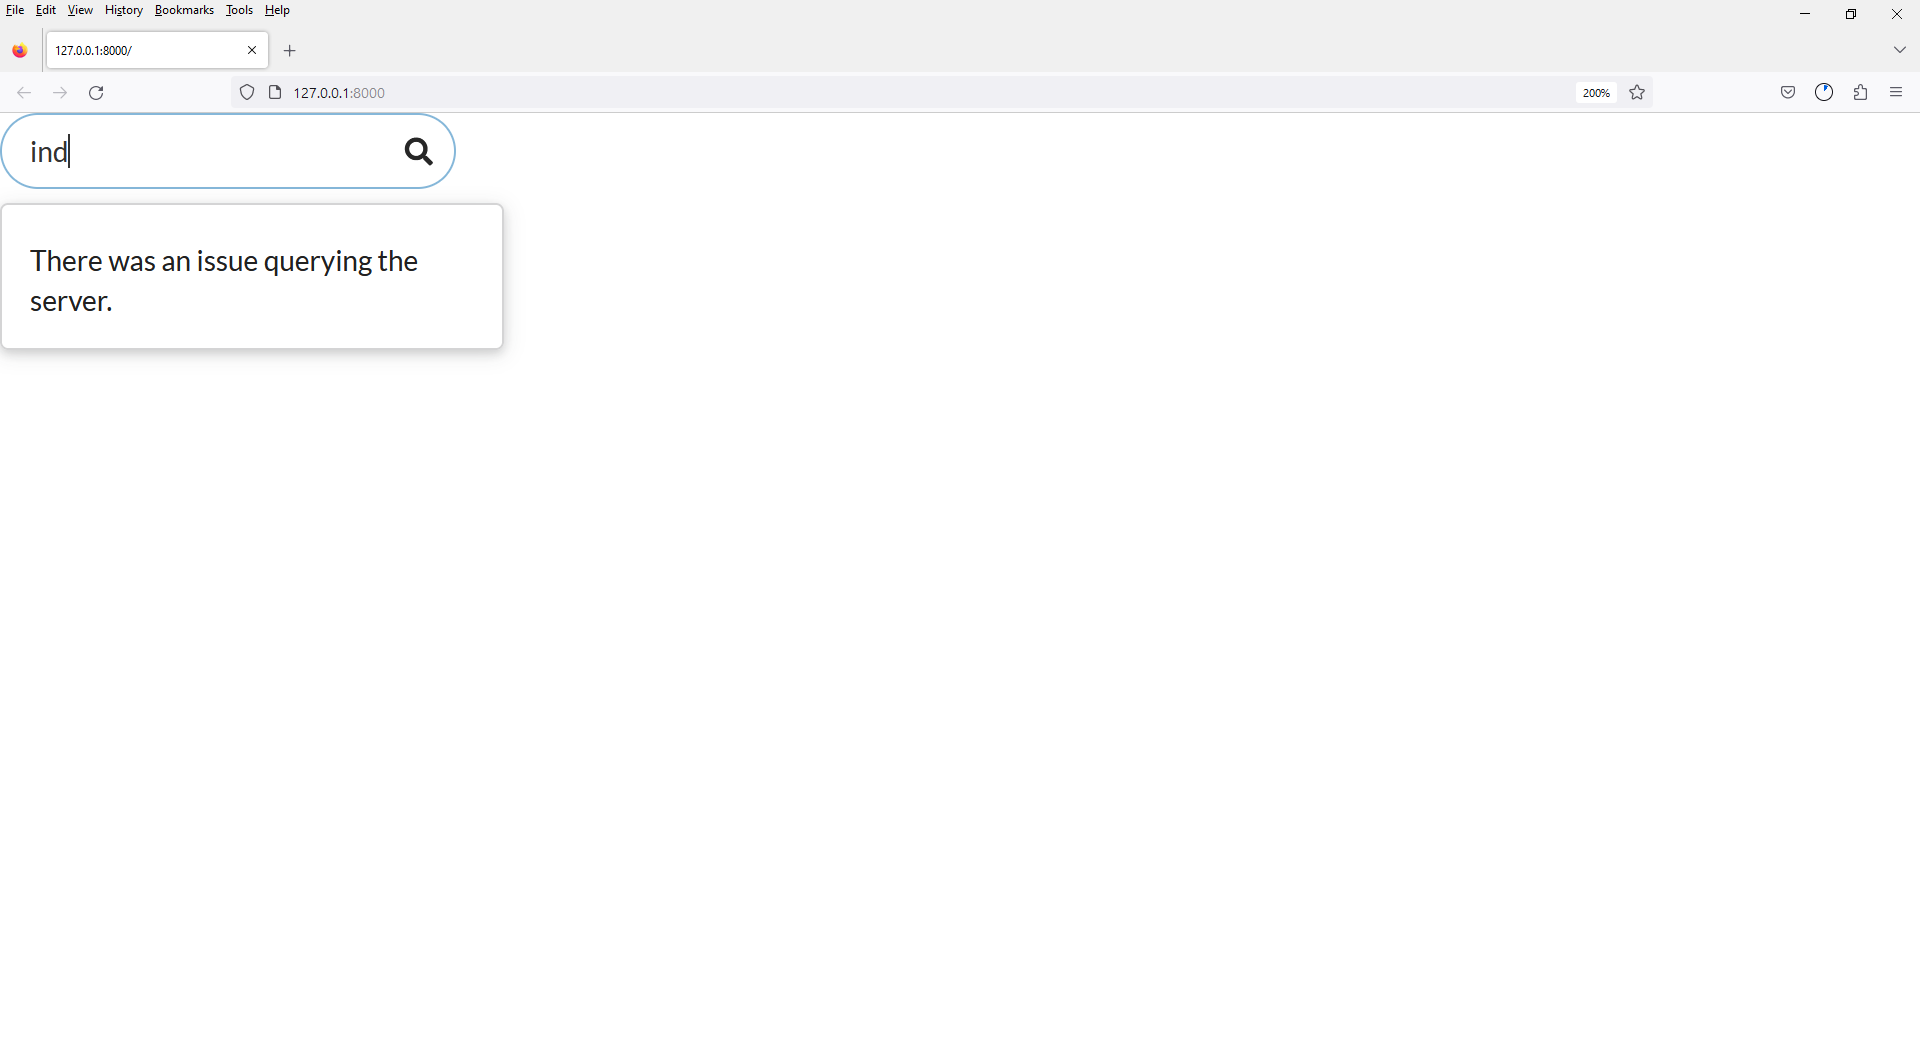 File Edit View History Bookmarks Tools Help
127.0.0.1:8000/
127.0.0.1:8000 200%
ind
There was an issue querying the
server.